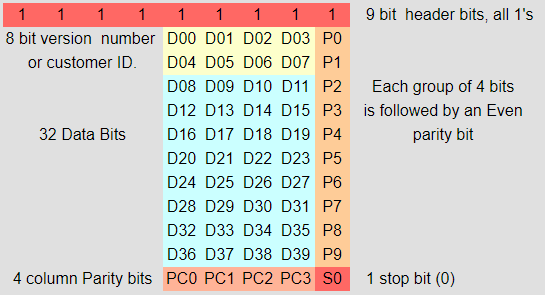 1 1 1 1 1 1 1 1 1 9 bit header bits, all 1's
8 bit version number D00 D01 D02 D03 P0
or customer ID. D04 D05 D06 D07 P1
D08 D09 D10 D11 P2 Each group of 4 bits
D12 D13 D14 D15 P3 is followed by an Even
32 Data Bits D16 D17 D18 D19 P4 parity bit
D20 D21 D22 D23 P5
D24 D25 D26 D27 P6
D28 D29 D30 D31 P7
D32 D33 D34 D35 P8
D36 D37 D38 D39 P9
4 column Parity bits PC0 PC1 PC2 PC3 S0 1 stop bit (0)